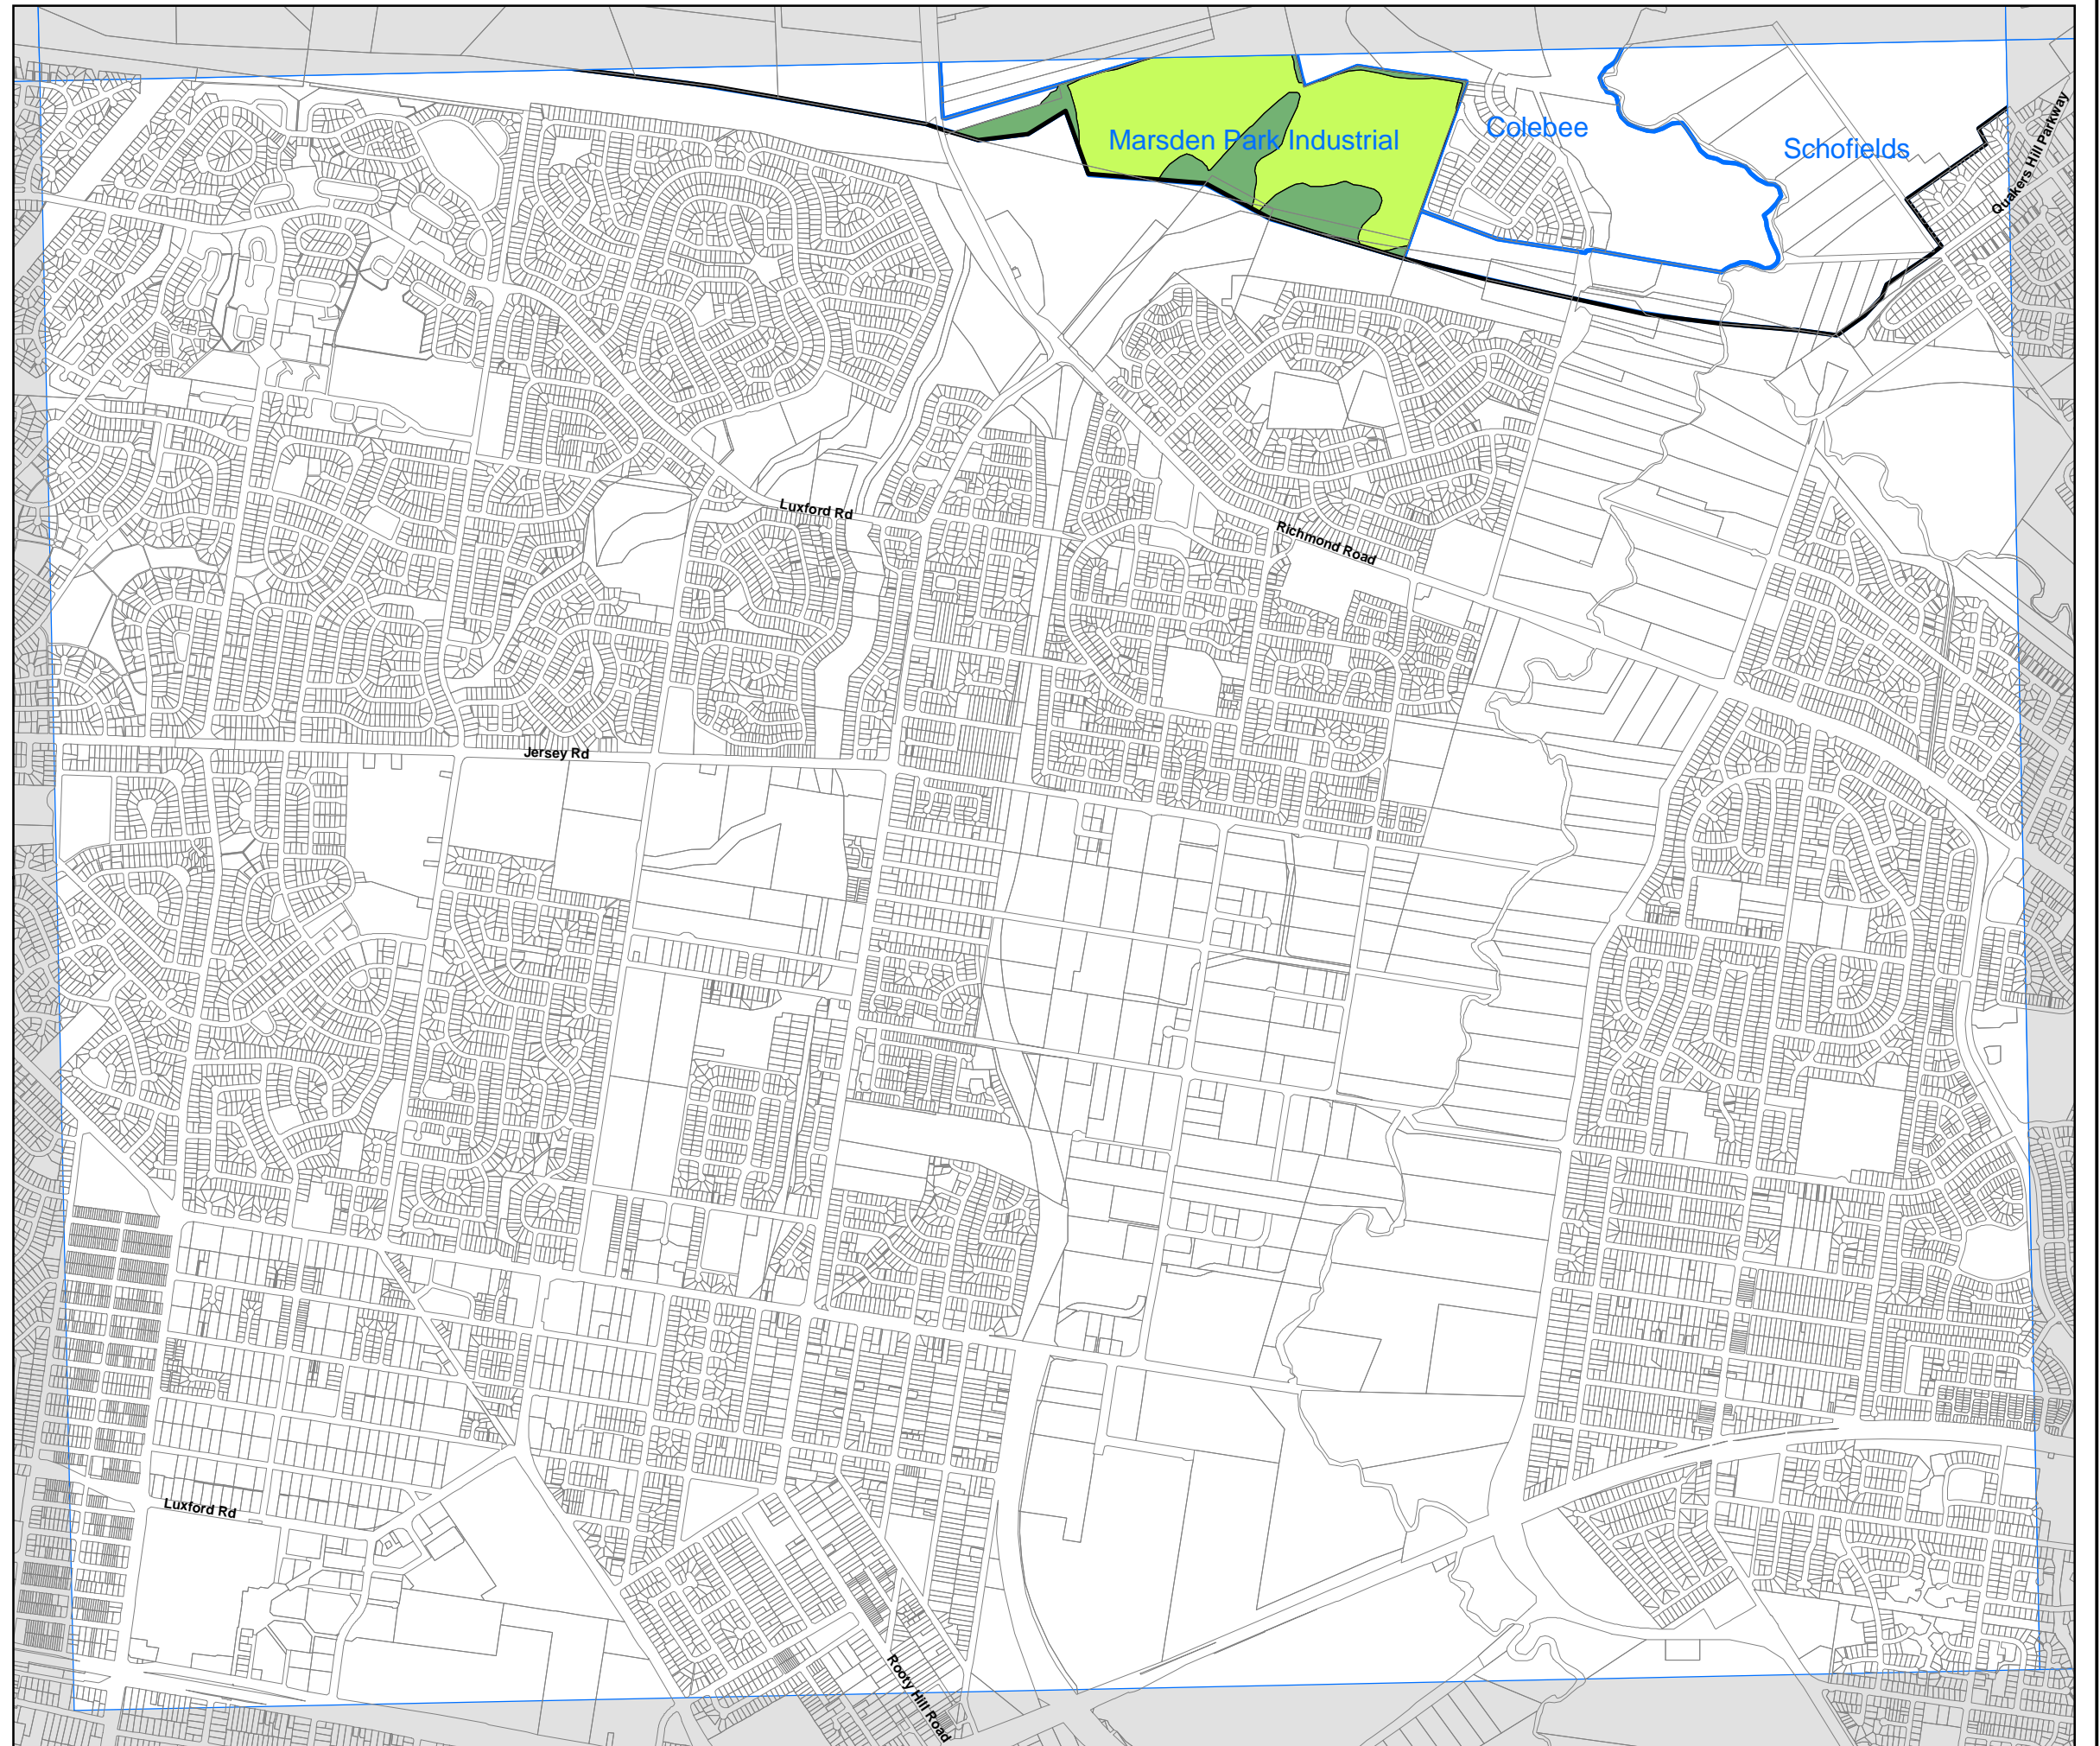 Marsden Park Industrial
Colebee
Schofields
Quakers Hill Parkway
Luxford Rd
Richmond Road
Jersey Rd
Luxford Rd
Rooty Hill Road